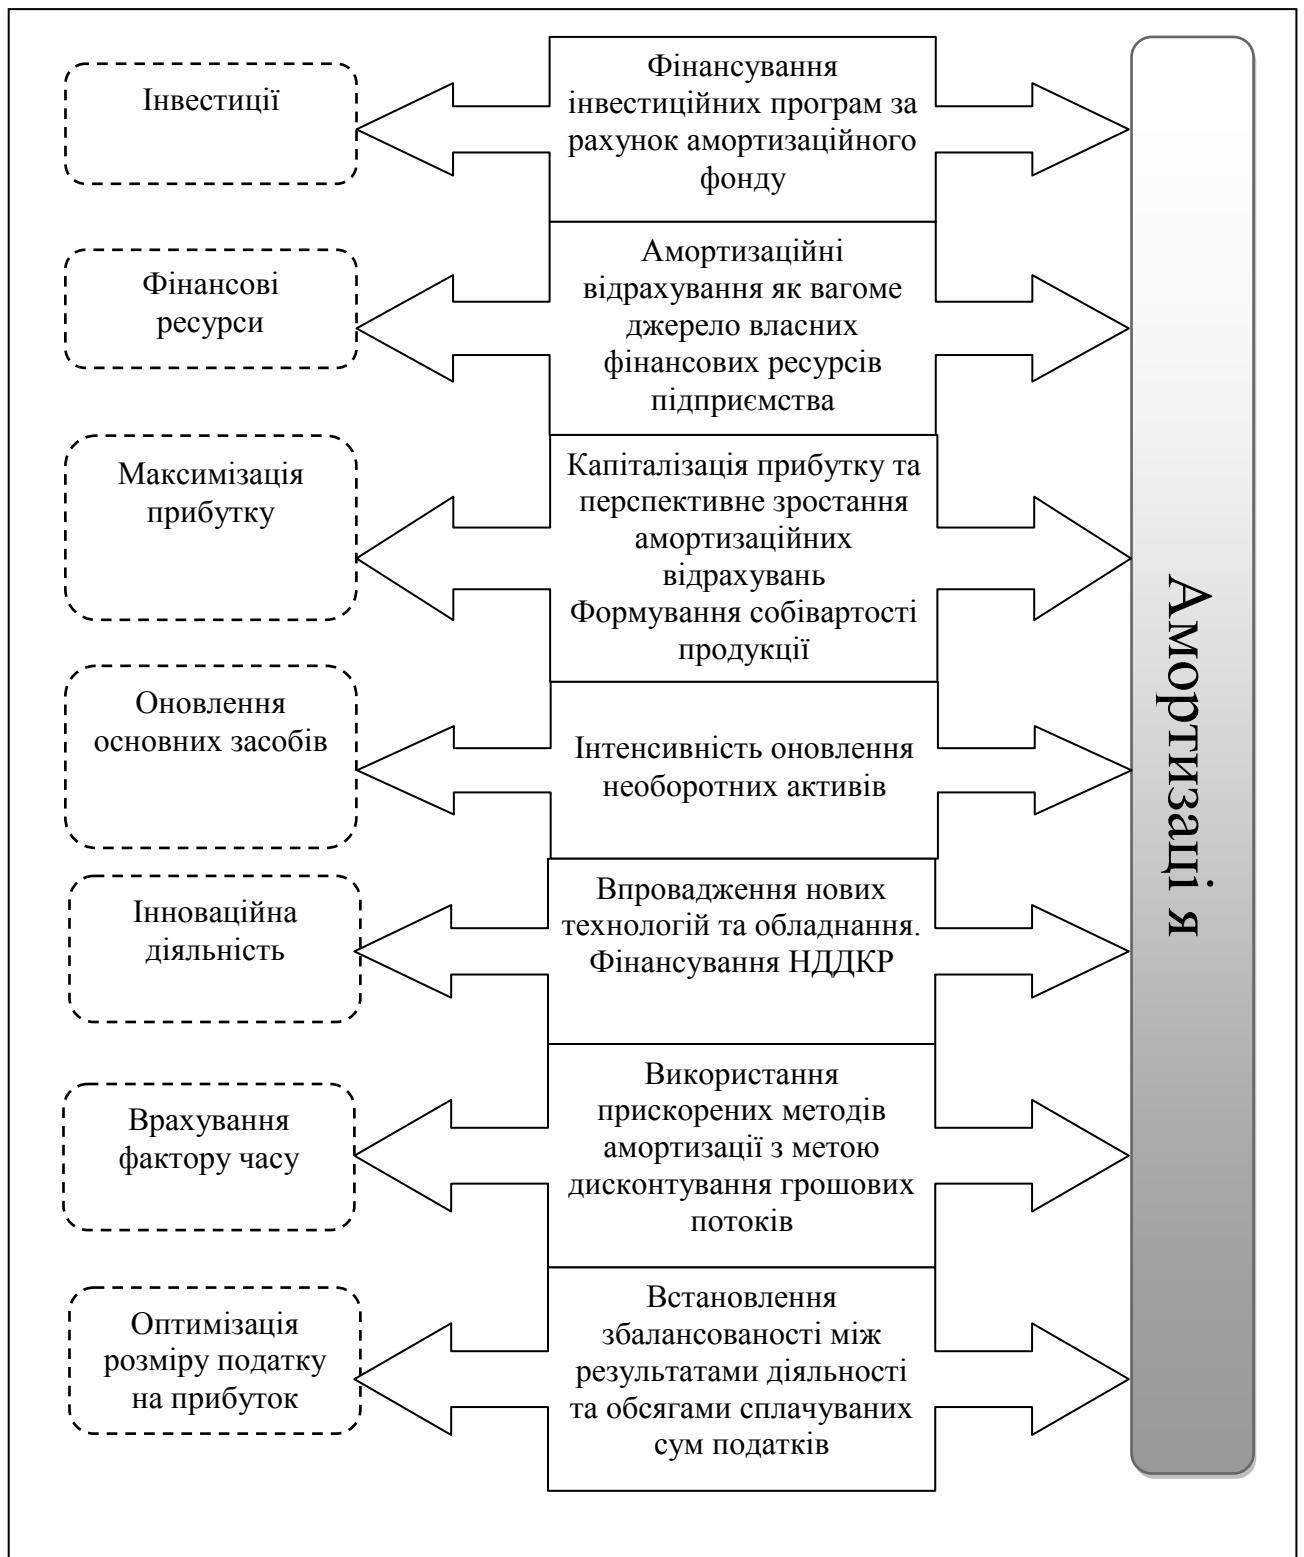 Інвестиції
Фінансування
інвестиційних програм за
рахунок амортизаційного
фонду
Фінансові
ресурси
Амортизаційні
відрахування як вагоме
джерело власних
фінансових ресурсів
підприємства
Максимізація
прибутку
Капіталізація прибутку та
перспективне зростання
амортизаційних
відрахувань
Формування собівартості
продукції
Оновлення
основних засобів
Інтенсивність оновлення
необоротних активів
Інноваційна
діяльність
Впровадження нових
технологій та обладнання.
Фінансування НДДКР
Врахування
фактору часу
Використання
прискорених методів
амортизації з метою
дисконтування грошових
потоків
Оптимізація
розміру податку
на прибуток
Встановлення
збалансованості між
результатами діяльності
та обсягами сплачуваних
сум податків
Амортизаці я